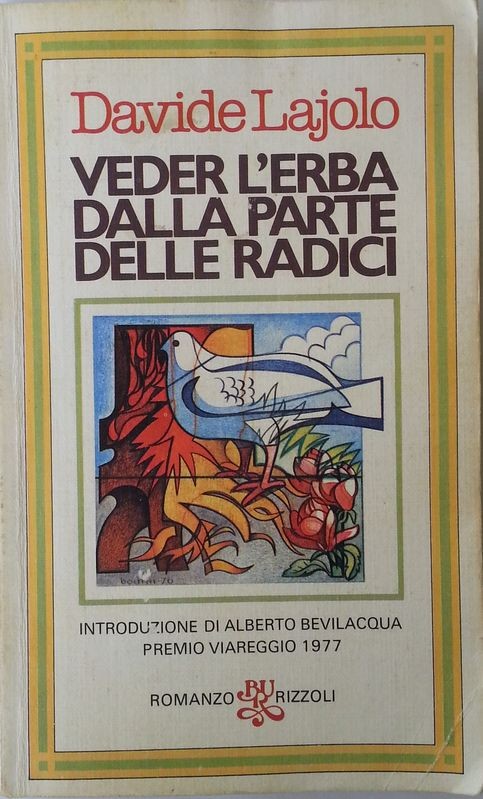 Davide Lajolo
VEDER L'ERBA
DALLA PARTE
DELLE RADICI
INTRODUZIONE DI ALBERTO BEVILACQUA
PREMIO VIAREGGIO 1977
ROMANZO BUR RIZZOLI